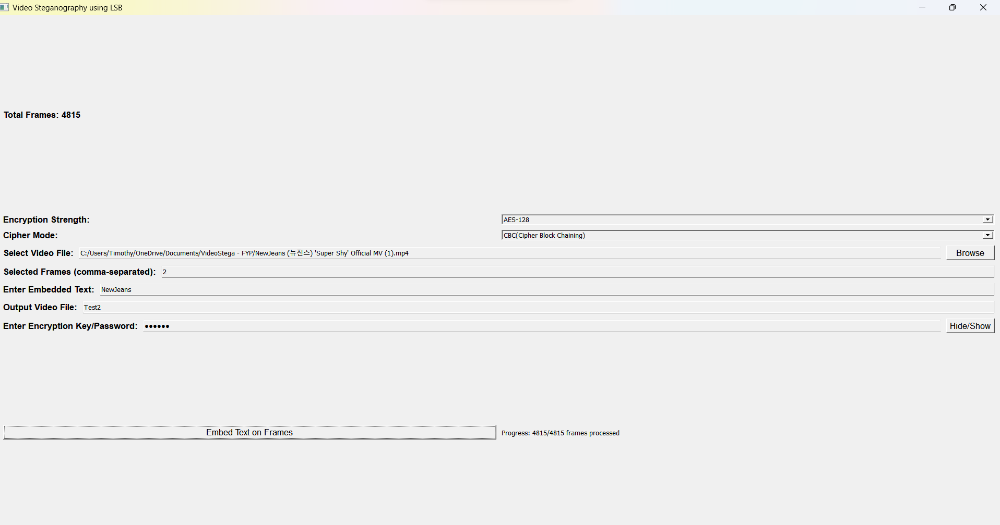 Video Steganography using LSB
Total Frames: 4815
Encryption Strength: AES-128
Cipher Mode: CBC(Cipher Block Chaining)
Select Video File: C:/Users/Timothy/OneDrive/Documents/VideoStega - FYP/NewJeans (뉴진스) 'Super Shy' Official MV (1).mp4 Browse
Selected Frames (comma-separated): 2
Enter Embedded Text: NewJeans
Output Video File: Test2
Enter Encryption Key/Password: •••••• Hide/Show
Embed Text on Frames Progress: 4815/4815 frames processed